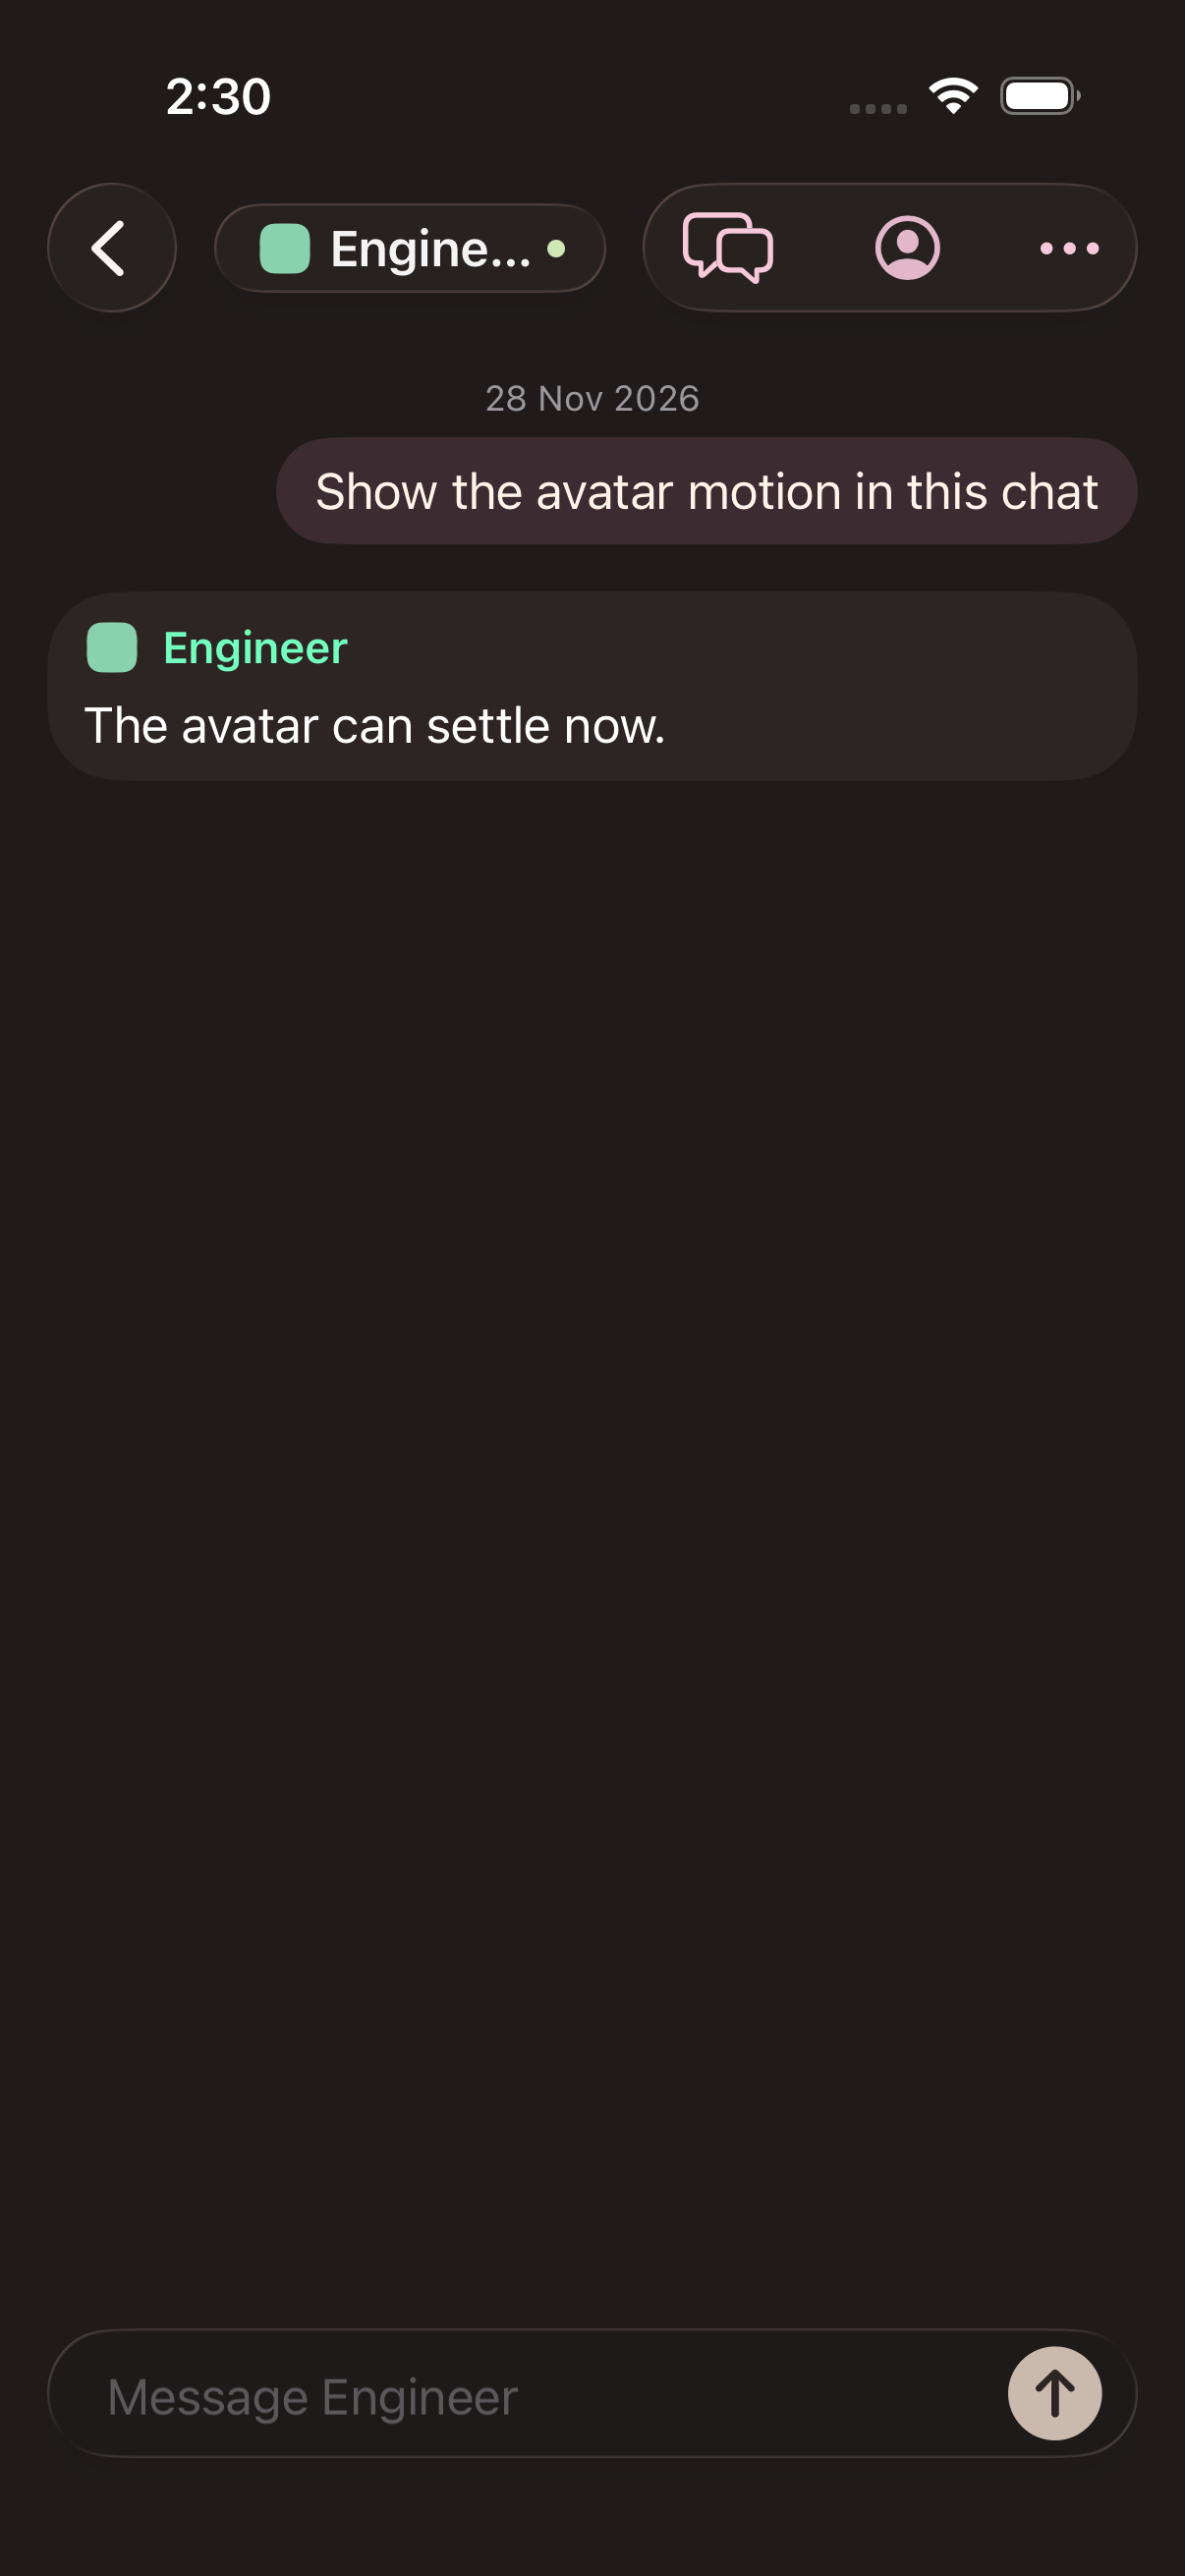 2:30
Engine...
28 Nov 2026
Show the avatar motion in this chat
Engineer
The avatar can settle now.
Message Engineer